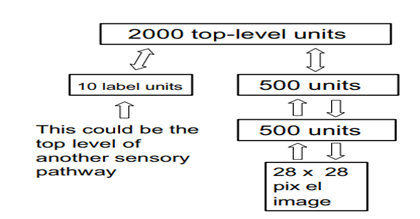 2000 top-level units
10 label units
500 units
This could be the
top level of
another sensory
pathway
500 units
28 x 28
pix el
image